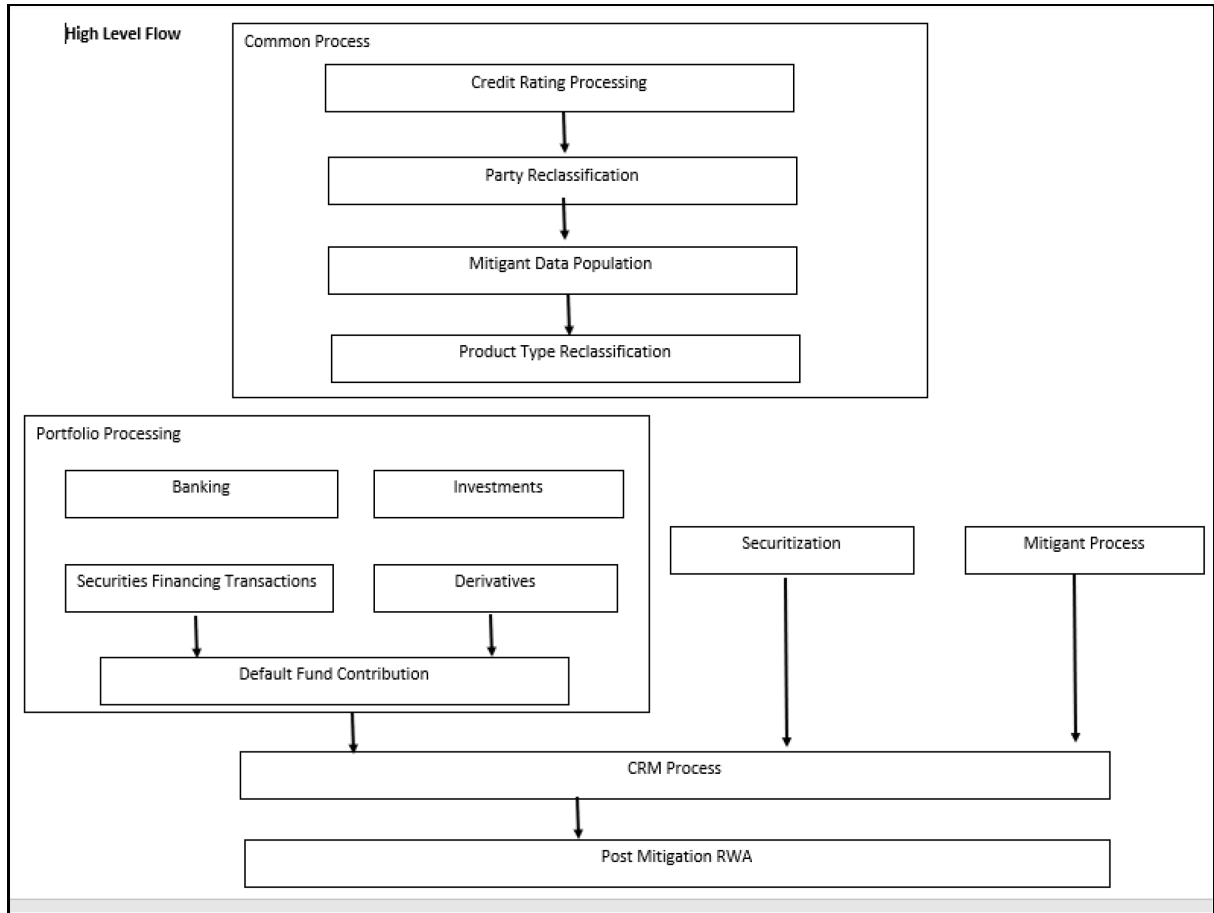 High Level Flow
Common Process
Credit Rating Processing
Party Reclassification
Mitigant Data Population
Product Type Reclassification
Portfolio Processing
Banking
Investments
Securitization
Mitigant Process
Securities Financing Transactions
Derivatives
Default Fund Contribution
CRM Process
Post Mitigation RWA